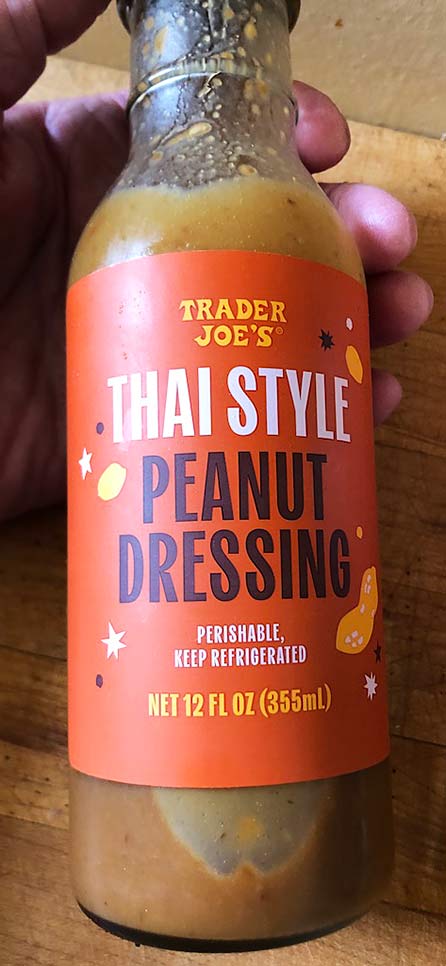 TRADER
JOE'S®
THAI STYLE
PEANUT
DRESSING
PERISHABLE,
KEEP REFRIGERATED
NET 12 FL OZ (355mL)